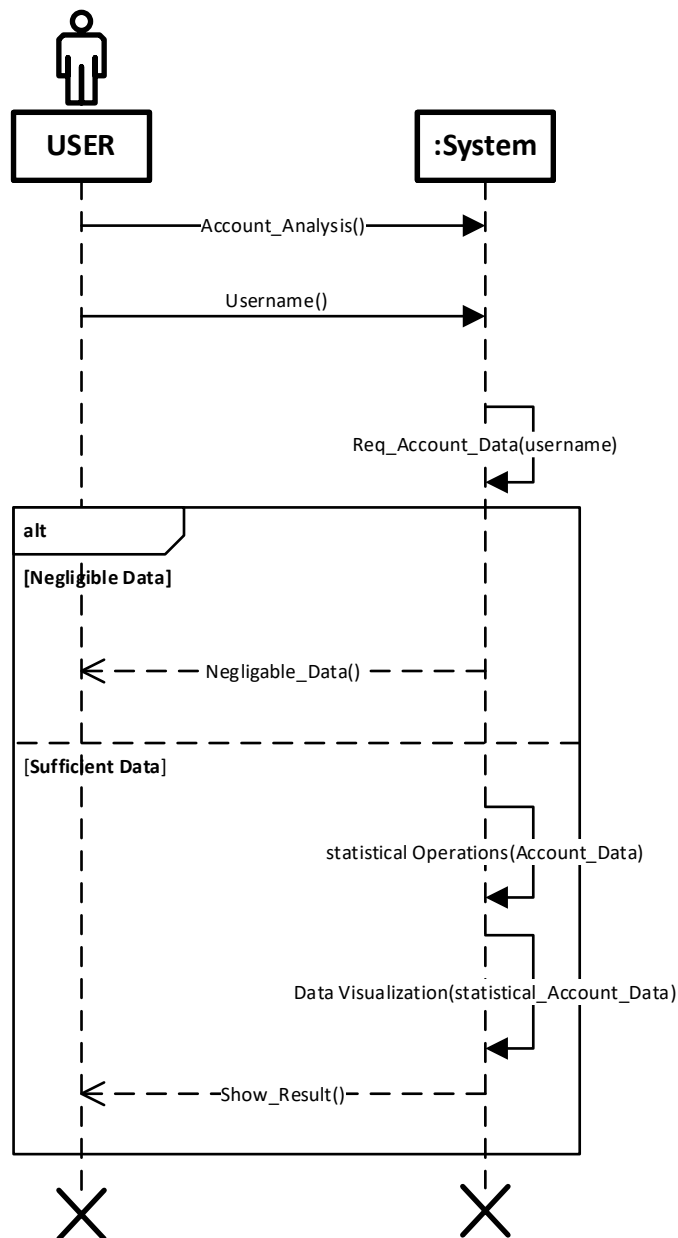 USER
:System
Account_Analysis()
Username()
Req_Account_Data(username)
alt
[Negligible Data]
Negligable_Data()
[Sufficient Data]
statistical Operations(Account_Data)
Data Visualization(statistical_Account_Data)
Show_Result()